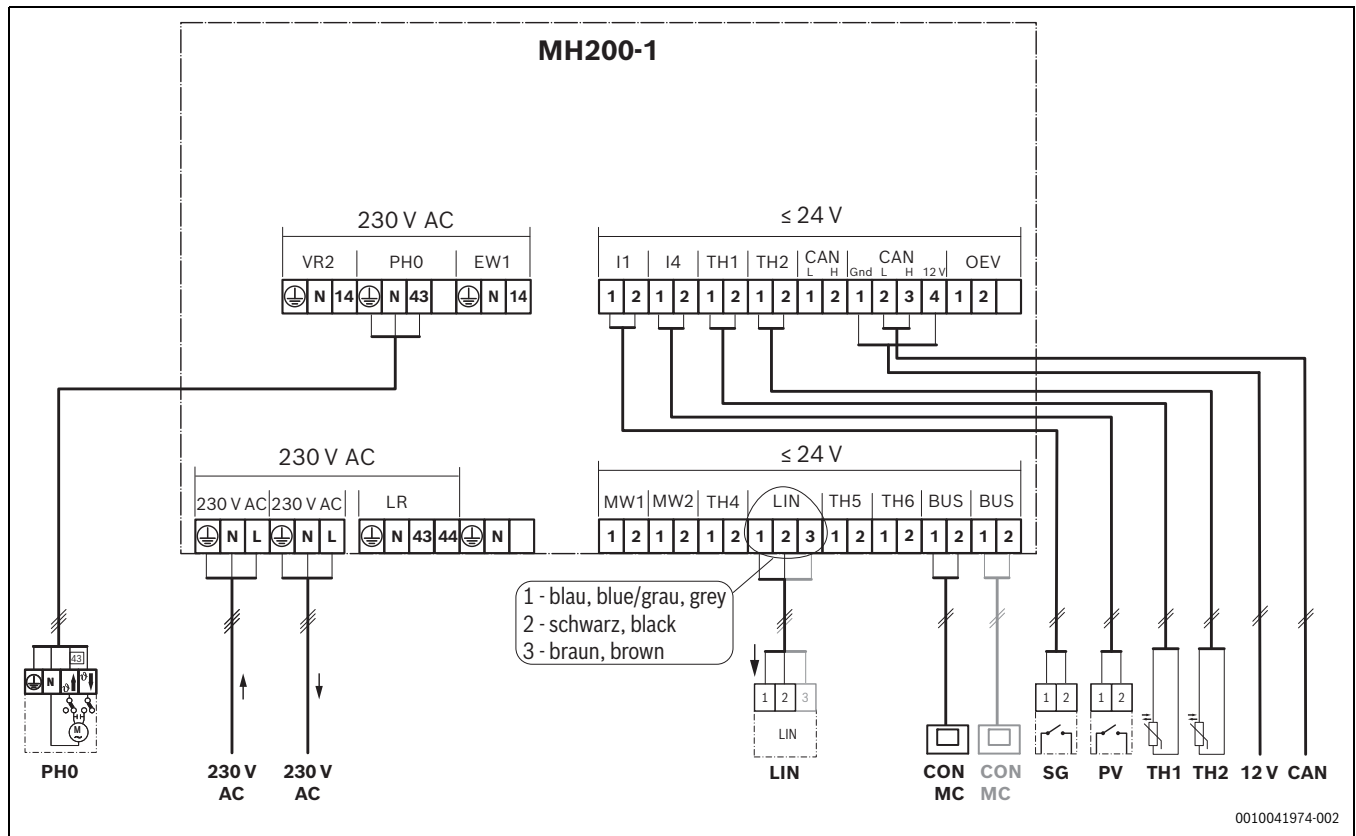 MH200-1
230 V AC
≤ 24 V
VR2 PH0 EW1
I1 I4 TH1 TH2 CAN CAN OEV
L H Gnd L H 12 V
N 14 N 43 N 14
1 2 1 2 1 2 1 2 1 2 1 2 3 4 1 2
230 V AC
≤ 24 V
230 V AC 230 V AC LR
MW1 MW2 TH4 LIN TH5 TH6 BUS BUS
N L N L N 43 44 N
1 2 1 2 1 2 1 2 3 1 2 1 2 1 2 1 2
1 - blau, blue/grau, grey
2 - schwarz, black
3 - braun, brown
43
N ϑ ϑ
M
~
1 2 3
LIN
1 2
1 2
PH0
230 V AC
230 V AC
LIN
CON MC
CON MC
SG PV TH1 TH2 12 V CAN
0010041974-002